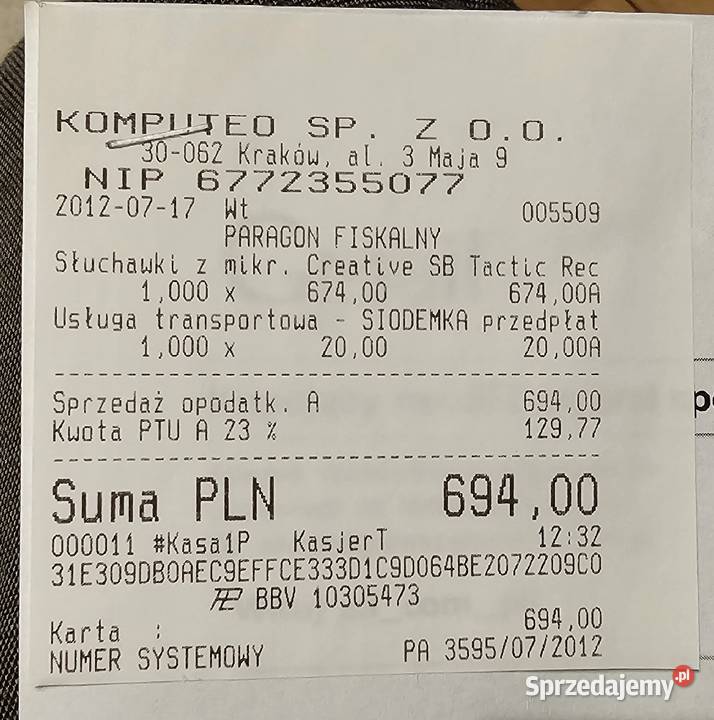 KOMPUTEO SP. Z O.O.
30-062 Kraków, al. 3 Maja 9
NIP 6772355077
2012-07-17 Wt 005509
PARAGON FISKALNY
Słuchawki z mikr. Creative SB Tactic Rec
1,000 x 674,00 674,00A
Usługa transportowa - SIODEMKA przedpłat
1,000 x 20,00 20,00A
Sprzedaż opodatk. A 694,00
Kwota PTU A 23 % 129,77
Suma PLN 694,00
000011 #Kasa1P KasjerT 12:32
31E309DB0AEC9EFFCE333D1C9D064BE2072209C0
BBV 10305473
Karta : 694,00
NUMER SYSTEMOWY PA 3595/07/2012
Sprzedajemy.pl